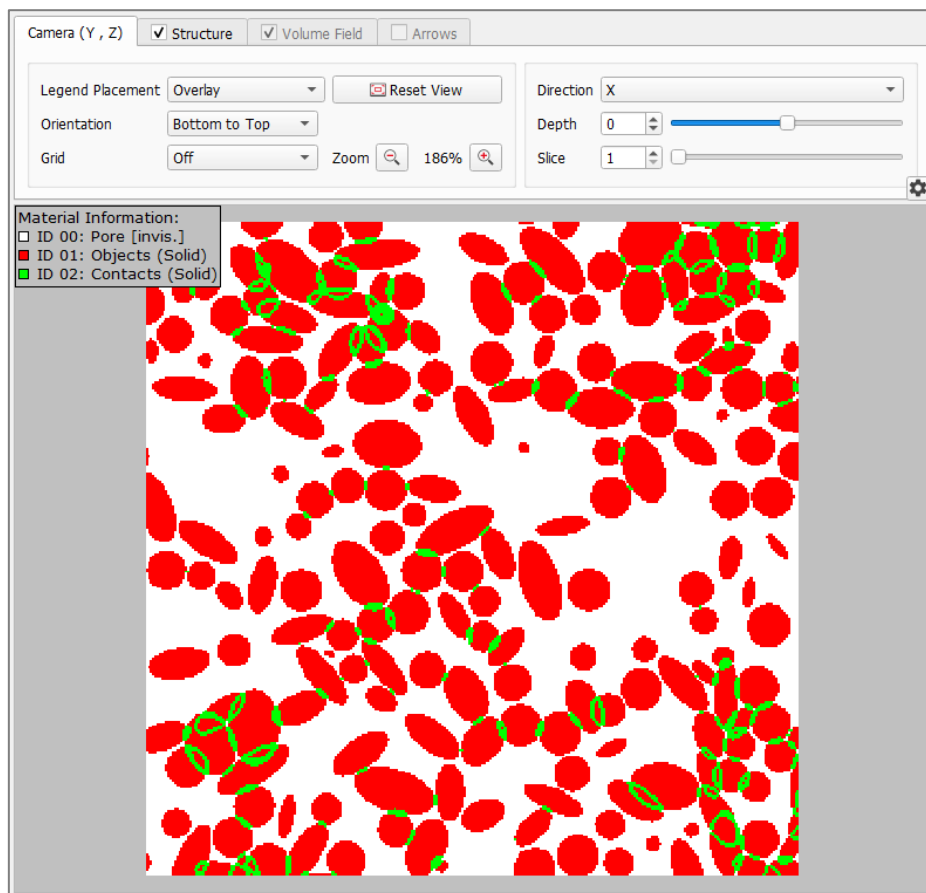 Camera (Y , Z) Structure Volume Field Arrows
Legend Placement Overlay Reset View
Orientation Bottom to Top
Grid Off Zoom 186%
Direction X
Depth 0
Slice 1
Material Information:
ID 00: Pore [invis.]
ID 01: Objects (Solid)
ID 02: Contacts (Solid)